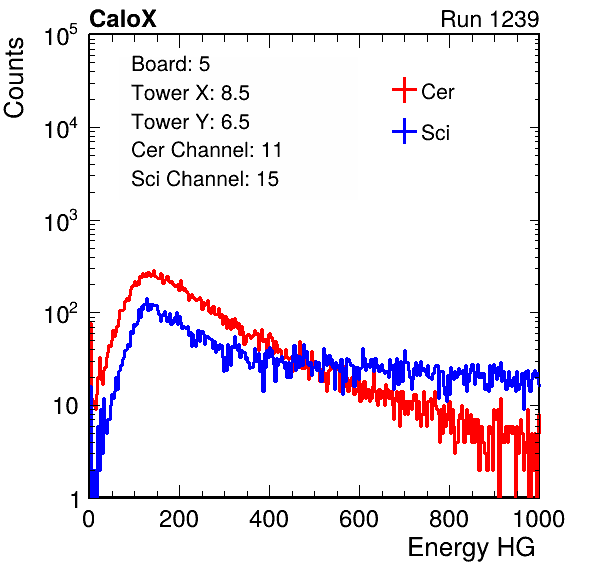 CaloX Run 1239
Counts
10^5
10^4
10^3
10^2
10
1
Board: 5
Tower X: 8.5
Tower Y: 6.5
Cer Channel: 11
Sci Channel: 15
Cer
Sci
0 200 400 600 800 1000
Energy HG